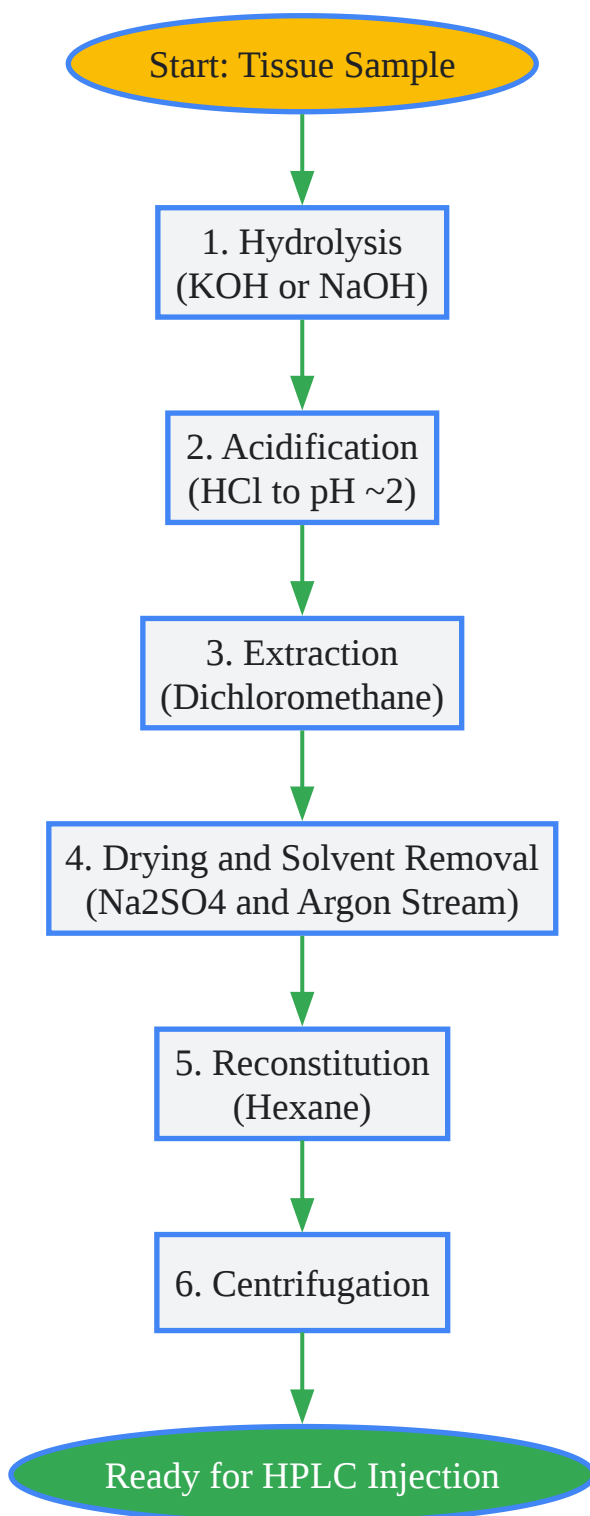 Start: Tissue Sample
1. Hydrolysis
(KOH or NaOH)
2. Acidification
(HCl to pH ~2)
3. Extraction
(Dichloromethane)
4. Drying and Solvent Removal
(Na2SO4 and Argon Stream)
5. Reconstitution
(Hexane)
6. Centrifugation
Ready for HPLC Injection